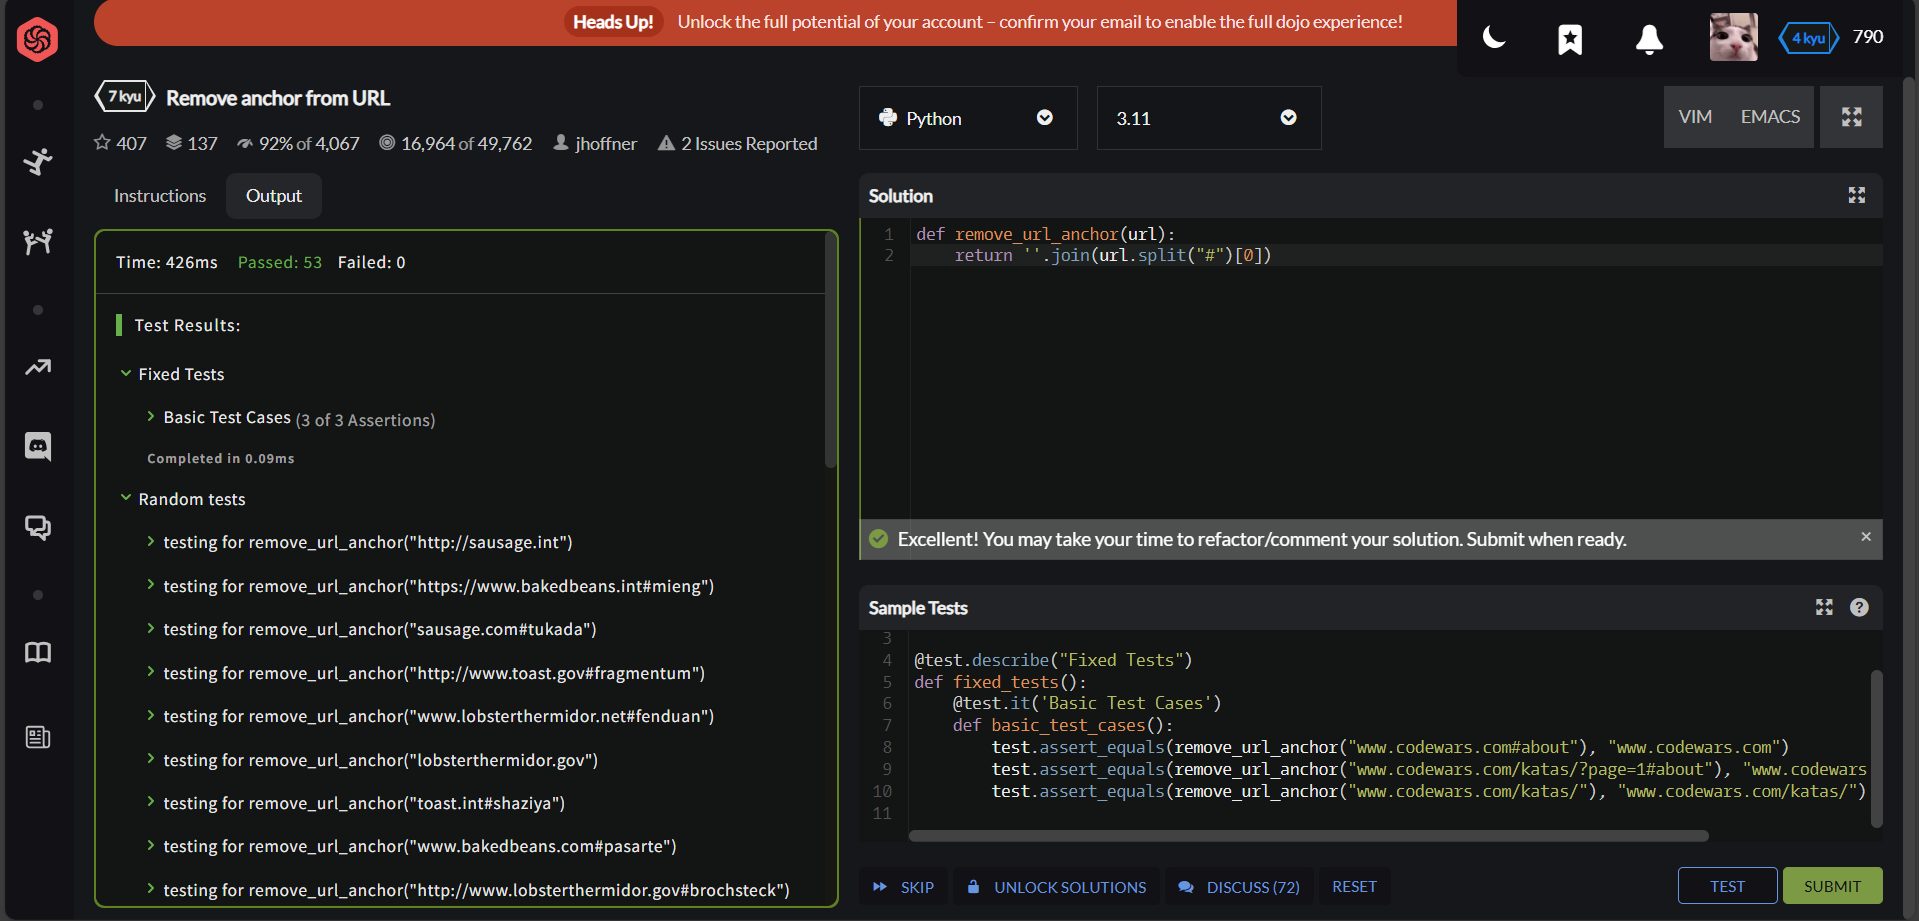 Heads Up! Unlock the full potential of your account – confirm your email to enable the full dojo experience!
4 kyu 790
7 kyu Remove anchor from URL
407 137 92% of 4,067 16,964 of 49,762 jhoffner 2 Issues Reported
Instructions Output
Time: 426ms Passed: 53 Failed: 0
Test Results:
Fixed Tests
Basic Test Cases (3 of 3 Assertions)
Completed in 0.09ms
Random tests
testing for remove_url_anchor("http://sausage.int")
testing for remove_url_anchor("https://www.bakedbeans.int#mieng")
testing for remove_url_anchor("sausage.com#tukada")
testing for remove_url_anchor("http://www.toast.gov#fragmentum")
testing for remove_url_anchor("www.lobsterthermidor.net#fenduan")
testing for remove_url_anchor("lobsterthermidor.gov")
testing for remove_url_anchor("toast.int#shaziya")
testing for remove_url_anchor("www.bakedbeans.com#pasarte")
testing for remove_url_anchor("http://www.lobsterthermidor.gov#brochsteck")
Python 3.11 VIM EMACS
Solution
1 def remove_url_anchor(url):
2     return ''.join(url.split("#")[0])
Excellent! You may take your time to refactor/comment your solution. Submit when ready. ×
Sample Tests ?
3
4 @test.describe("Fixed Tests")
5 def fixed_tests():
6     @test.it('Basic Test Cases')
7     def basic_test_cases():
8         test.assert_equals(remove_url_anchor("www.codewars.com#about"), "www.codewars.com")
9         test.assert_equals(remove_url_anchor("www.codewars.com/katas/?page=1#about"), "www.codewars
10         test.assert_equals(remove_url_anchor("www.codewars.com/katas/"), "www.codewars.com/katas/")
11
SKIP UNLOCK SOLUTIONS DISCUSS (72) RESET TEST SUBMIT